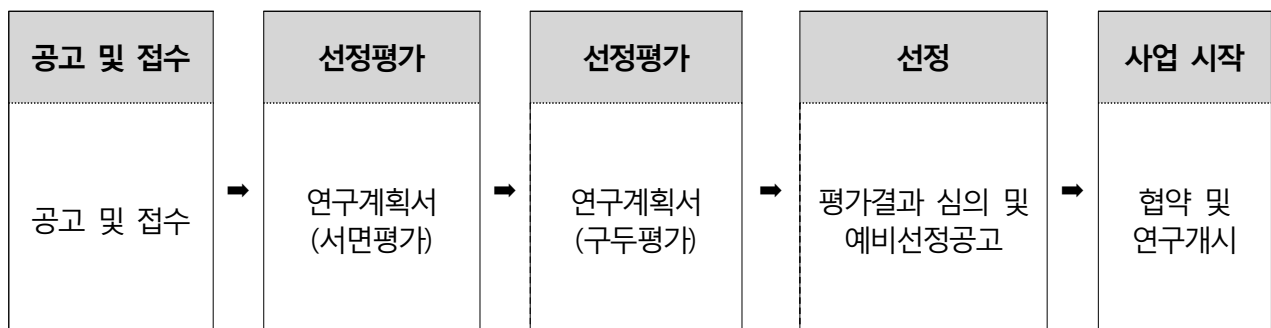 공고 및 접수
선정평가
선정평가
선정
사업 시작
공고 및 접수
➡
연구계획서
(서면평가)
➡
연구계획서
(구두평가)
➡
평가결과 심의 및
예비선정공고
➡
협약 및
연구개시